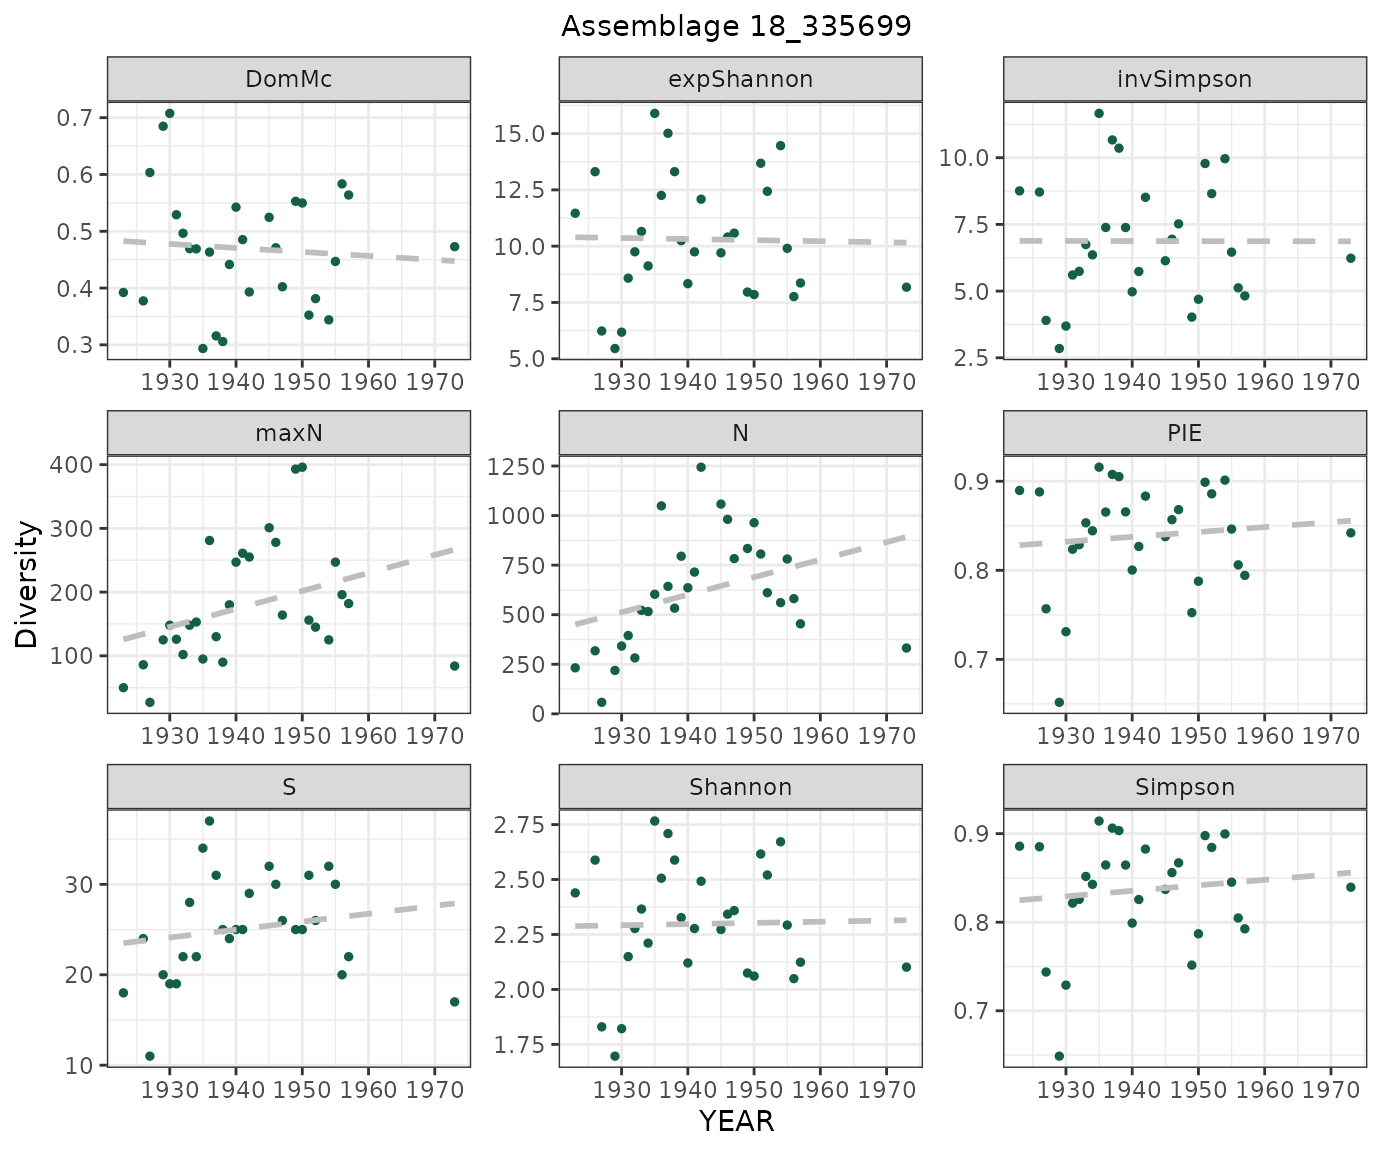 Assemblage 18_335699
DomMc
expShannon
invSimpson
0.7
0.6
0.5
0.4
0.3
15.0
12.5
10.0
7.5
5.0
10.0
7.5
5.0
2.5
1930 1940 1950 1960 1970
1930 1940 1950 1960 1970
1930 1940 1950 1960 1970
maxN
N
PIE
Diversity
400
300
200
100
1250
1000
750
500
250
0
0.9
0.8
0.7
1930 1940 1950 1960 1970
1930 1940 1950 1960 1970
1930 1940 1950 1960 1970
S
Shannon
Simpson
30
20
10
2.75
2.50
2.25
2.00
1.75
0.9
0.8
0.7
1930 1940 1950 1960 1970
1930 1940 1950 1960 1970
1930 1940 1950 1960 1970
YEAR